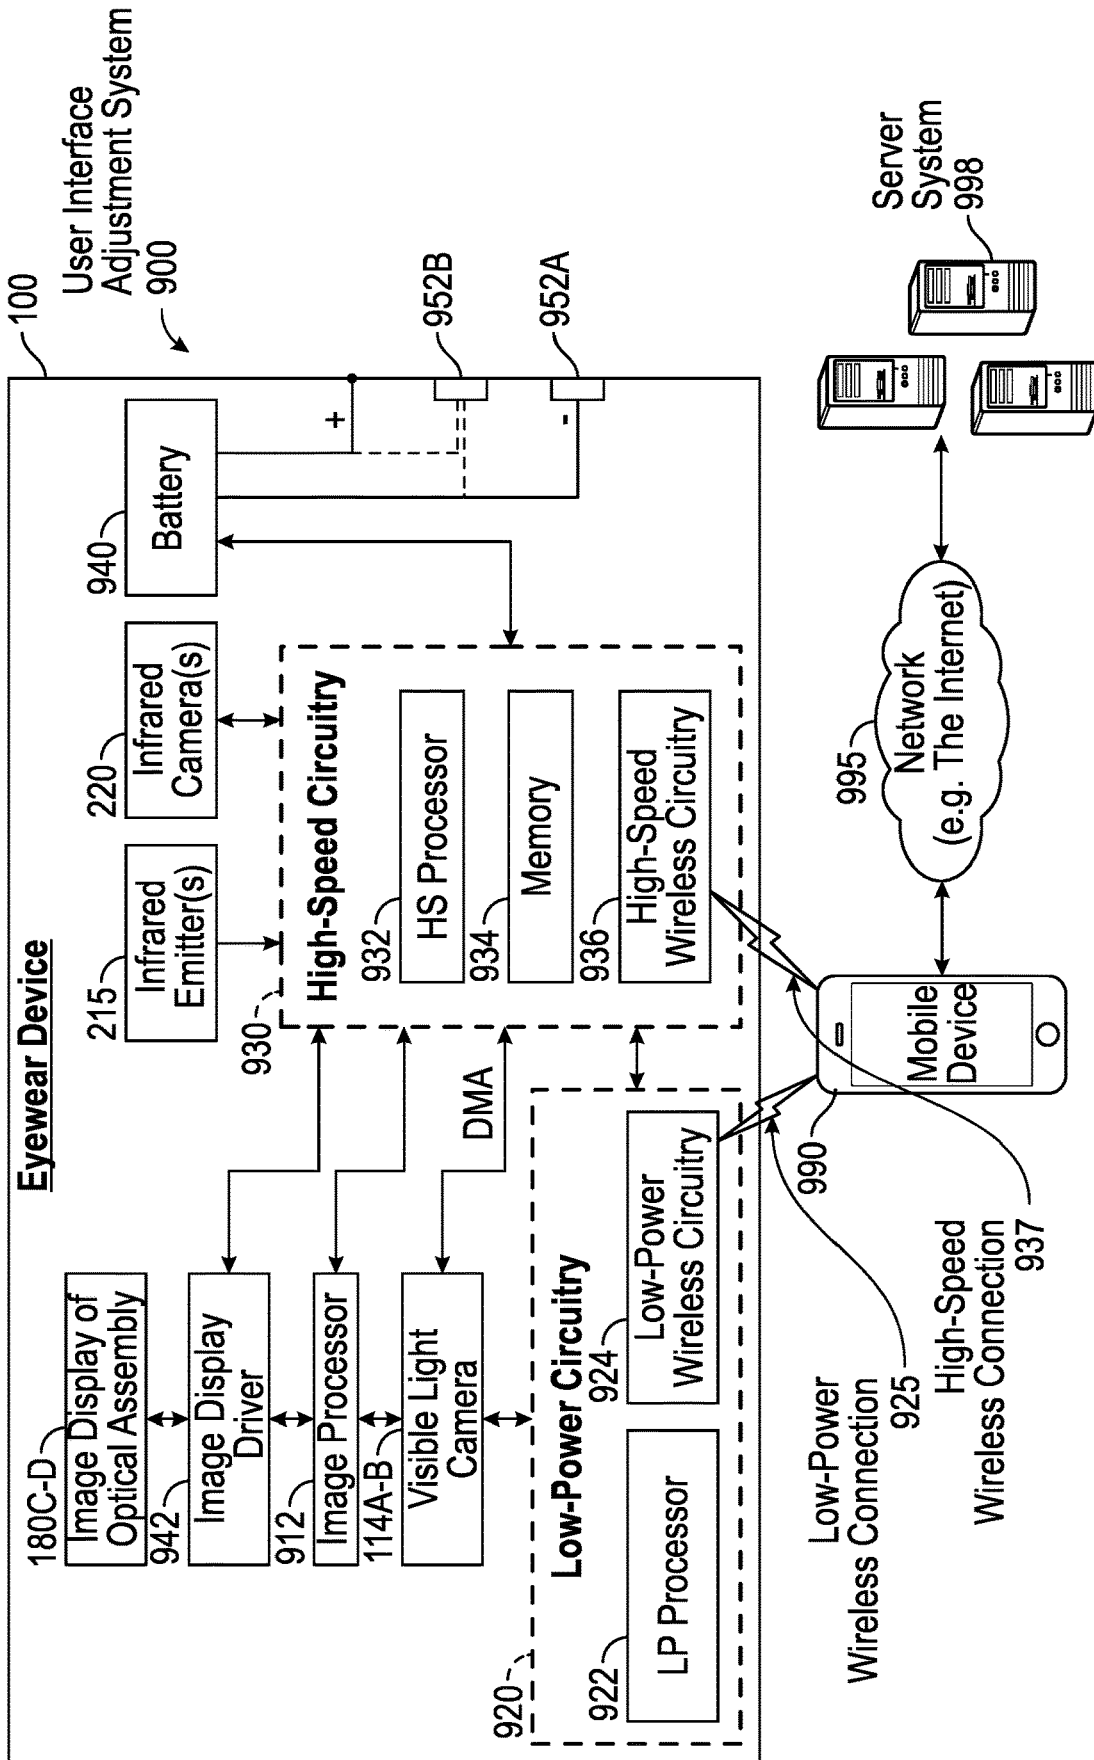 Eyewear Device
100
User Interface
Adjustment System
900
180C-D
Image Display of
Optical Assembly
942
Image Display
Driver
912
Image Processor
114A-B
Visible Light
Camera
215
Infrared
Emitter(s)
220
Infrared
Camera(s)
940
Battery
+
-
952B
952A
DMA
930
High-Speed Circuitry
932
HS Processor
934
Memory
936
High-Speed
Wireless Circuitry
920
Low-Power Circuitry
922
LP Processor
924
Low-Power
Wireless Circuitry
Low-Power
Wireless Connection
925
High-Speed
Wireless Connection
937
990
Mobile
Device
995
Network
(e.g. The Internet)
Server
System
998